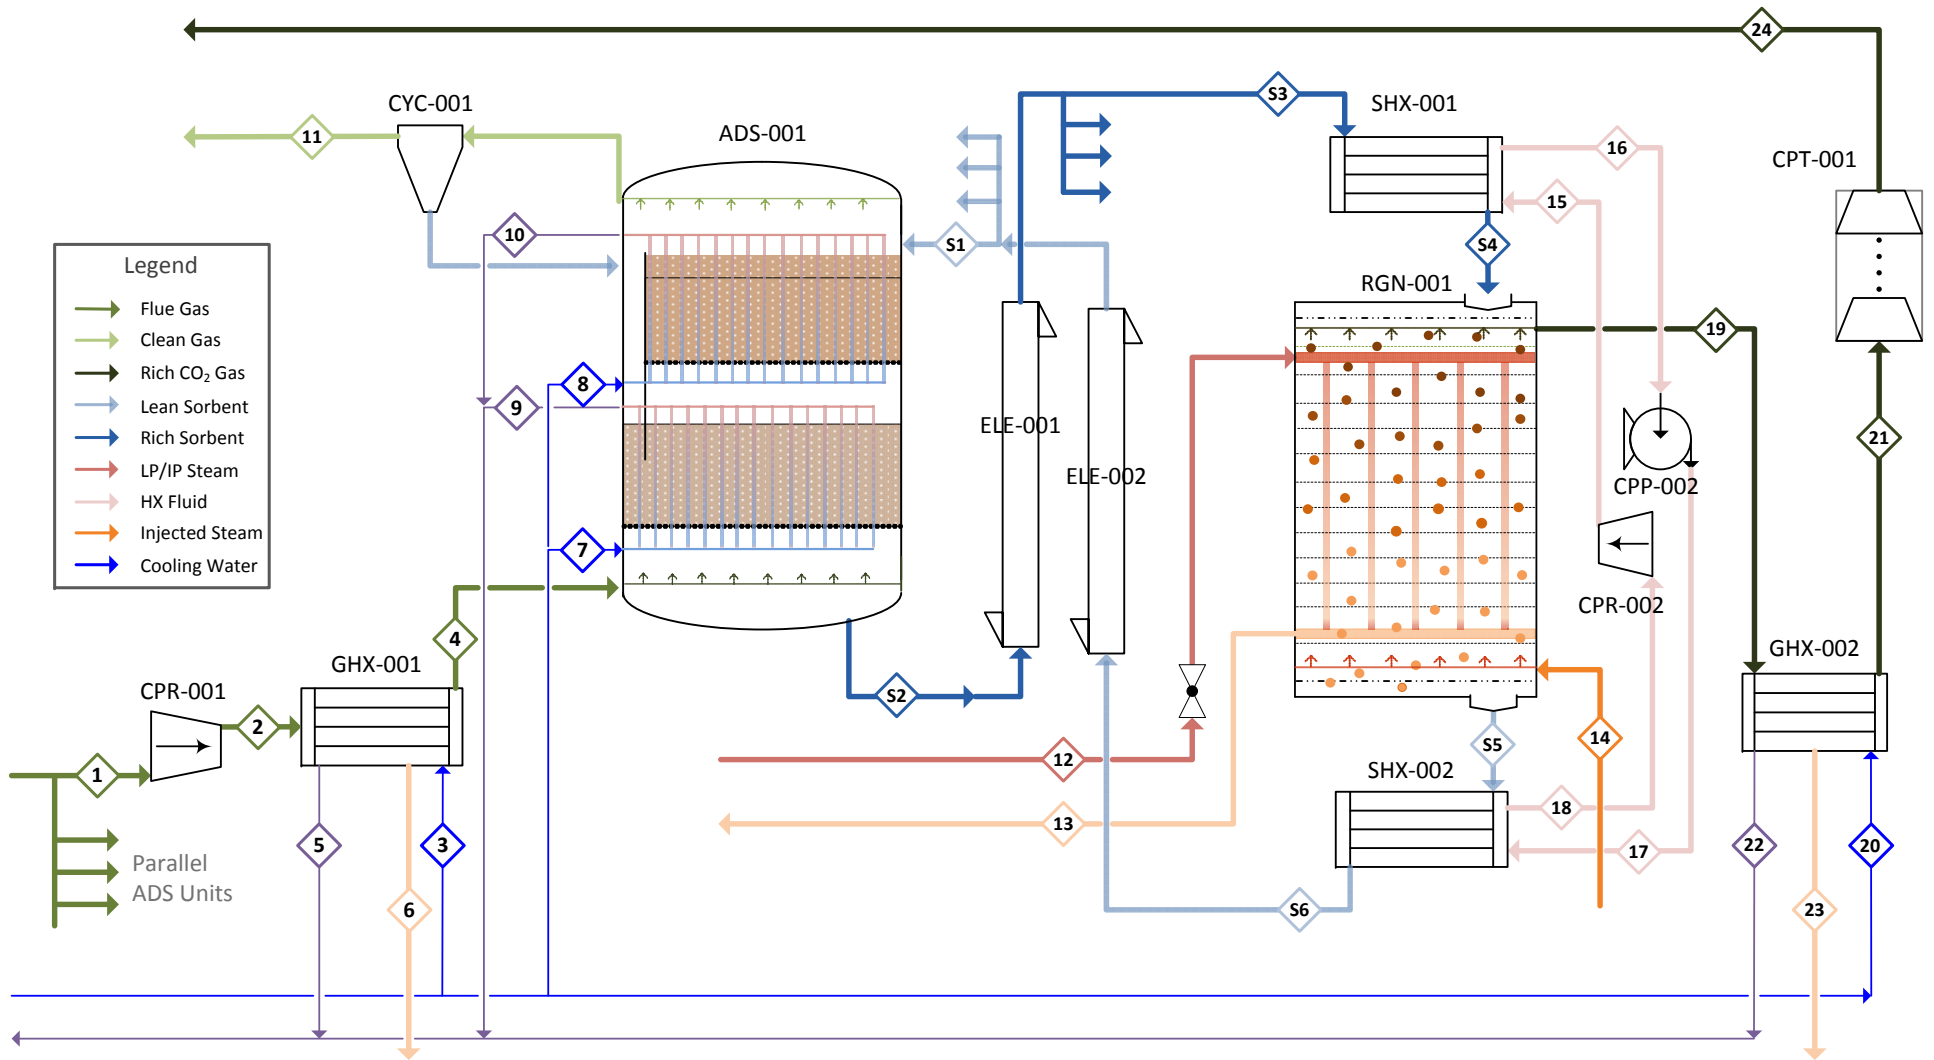 24
CYC-001
11
ADS-001
S3
SHX-001
16
15
CPT-001
10
S1
S4
Legend
Flue Gas
Clean Gas
Rich CO₂ Gas
Lean Sorbent
Rich Sorbent
LP/IP Steam
HX Fluid
Injected Steam
Cooling Water
RGN-001
19
8
9
ELE-001
ELE-002
21
CPP-002
7
CPR-002
4
GHX-001
GHX-002
CPR-001
S2
2
1
12
S5
14
SHX-002
13
18
17
5
3
22
20
Parallel
ADS Units
6
S6
23